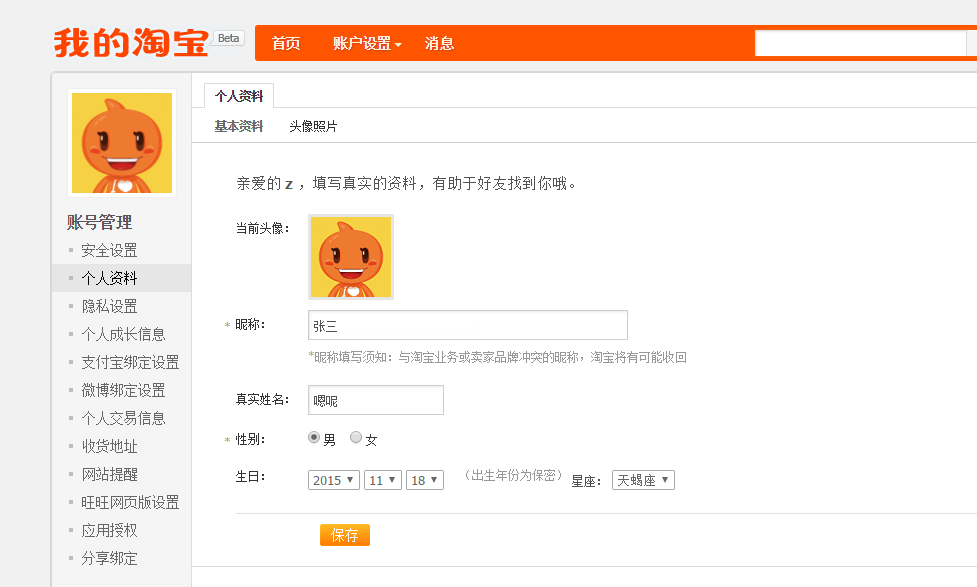 我的淘宝 Beta 首页 账户设置 消息
个人资料
基本资料 头像照片
亲爱的 z ，填写真实的资料，有助于好友找到你哦。
当前头像：
账号管理
安全设置
个人资料
隐私设置
个人成长信息
支付宝绑定设置
微博绑定设置
个人交易信息
收货地址
网站提醒
旺旺网页版设置
应用授权
分享绑定
* 昵称： 张三
*昵称填写须知：与淘宝业务或卖家品牌冲突的昵称，淘宝将有可能收回
真实姓名： 嗯呢
* 性别： 男 女
生日： 2015 11 18 （出生年份为保密） 星座： 天蝎座
保存